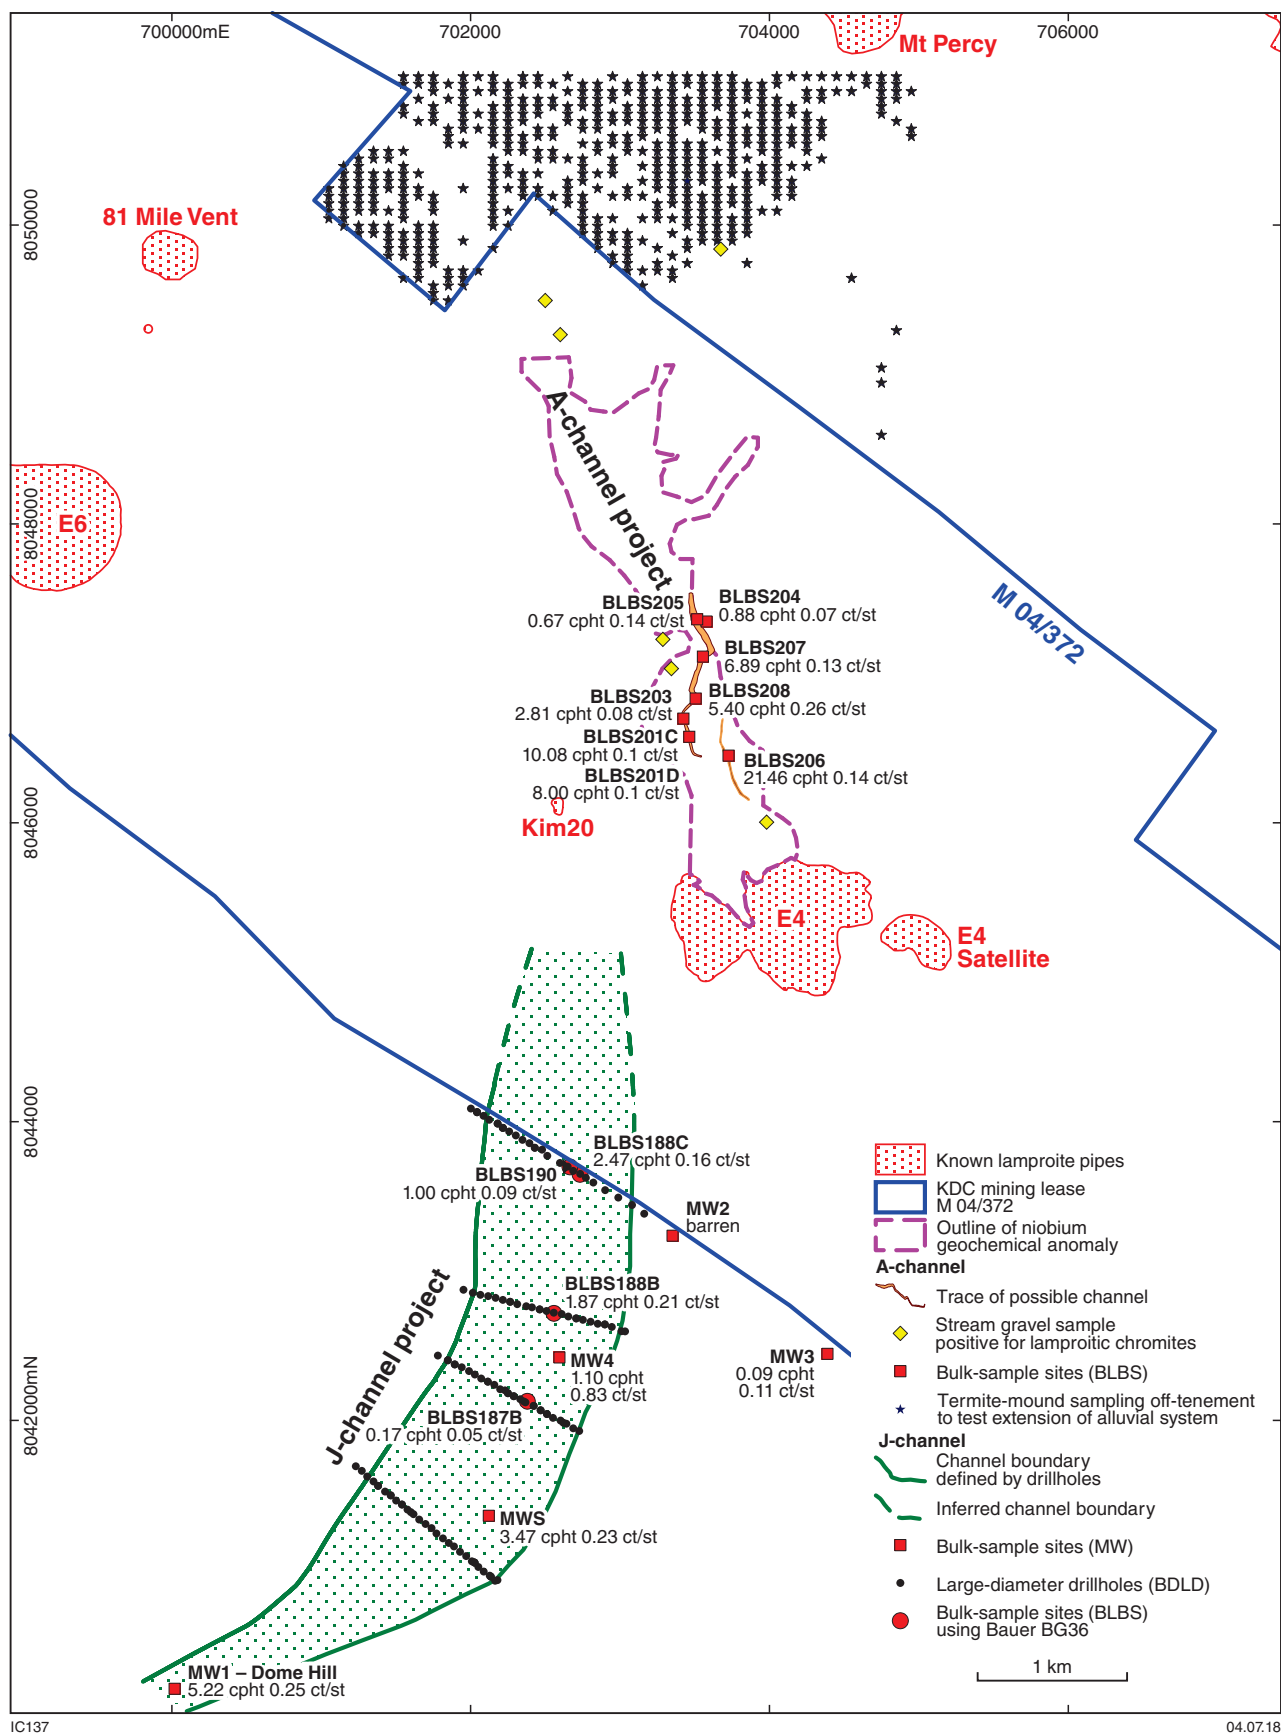 700000mE
702000
704000
706000
Mt Percy
8050000
81 Mile Vent
A-channel project
8048000
E6
M 04/372
BLBS205
0.67 cpht 0.14 ct/st
BLBS204
0.88 cpht 0.07 ct/st
BLBS207
6.89 cpht 0.13 ct/st
BLBS208
5.40 cpht 0.26 ct/st
BLBS203
2.81 cpht 0.08 ct/st
BLBS201C
10.08 cpht 0.1 ct/st
BLBS201D
8.00 cpht 0.1 ct/st
BLBS206
21.46 cpht 0.14 ct/st
8046000
Kim20
E4
E4
Satellite
8044000
BLBS188C
2.47 cpht 0.16 ct/st
BLBS190
1.00 cpht 0.09 ct/st
MW2
barren
BLBS188B
1.87 cpht 0.21 ct/st
J-channel project
MW4
1.10 cpht
0.83 ct/st
MW3
0.09 cpht
0.11 ct/st
8042000mN
BLBS187B
0.17 cpht 0.05 ct/st
MWS
3.47 cpht 0.23 ct/st
MW1 – Dome Hill
5.22 cpht 0.25 ct/st
Known lamproite pipes
KDC mining lease
M 04/372
Outline of niobium
geochemical anomaly
A-channel
Trace of possible channel
Stream gravel sample
positive for lamproitic chromites
Bulk-sample sites (BLBS)
Termite-mound sampling off-tenement
to test extension of alluvial system
J-channel
Channel boundary
defined by drillholes
Inferred channel boundary
Bulk-sample sites (MW)
Large-diameter drillholes (BDLD)
Bulk-sample sites (BLBS)
using Bauer BG36
1 km
IC137
04.07.18